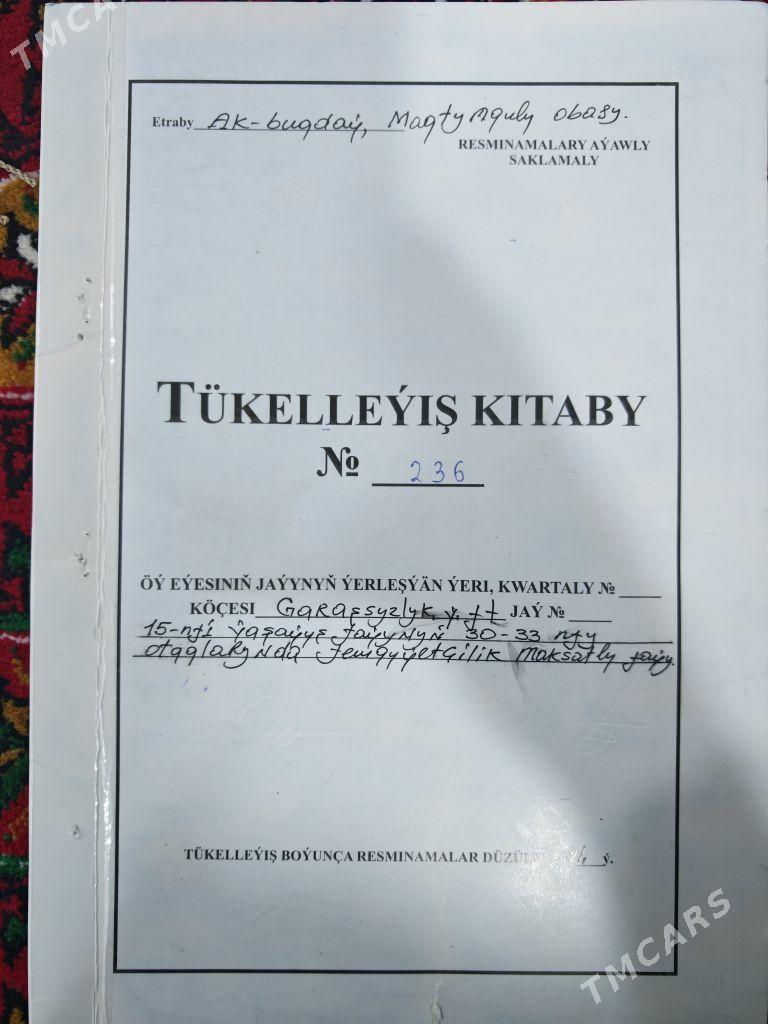 TMCARS
Etraby Ak-bugdaý, Magtymguly obasy.
RESMINAMALARY AÝAWLY
SAKLAMALY
TÜKELLEÝIŞ KITABY
№ 236
ÖÝ EÝESINIŇ JAÝYNYŇ ÝERLEŞÝÄN ÝERI, KWARTALY №
KÖÇESI Garaşsyzlyk ý. JAÝ №
15-nji ýaşaýyş jaýynyň 30-33 njy
otaglarynda jemgyýetçilik maksatly jaýy.
TÜKELLEÝIŞ BOÝUNÇA RESMINAMALAR ý.
TMCARS